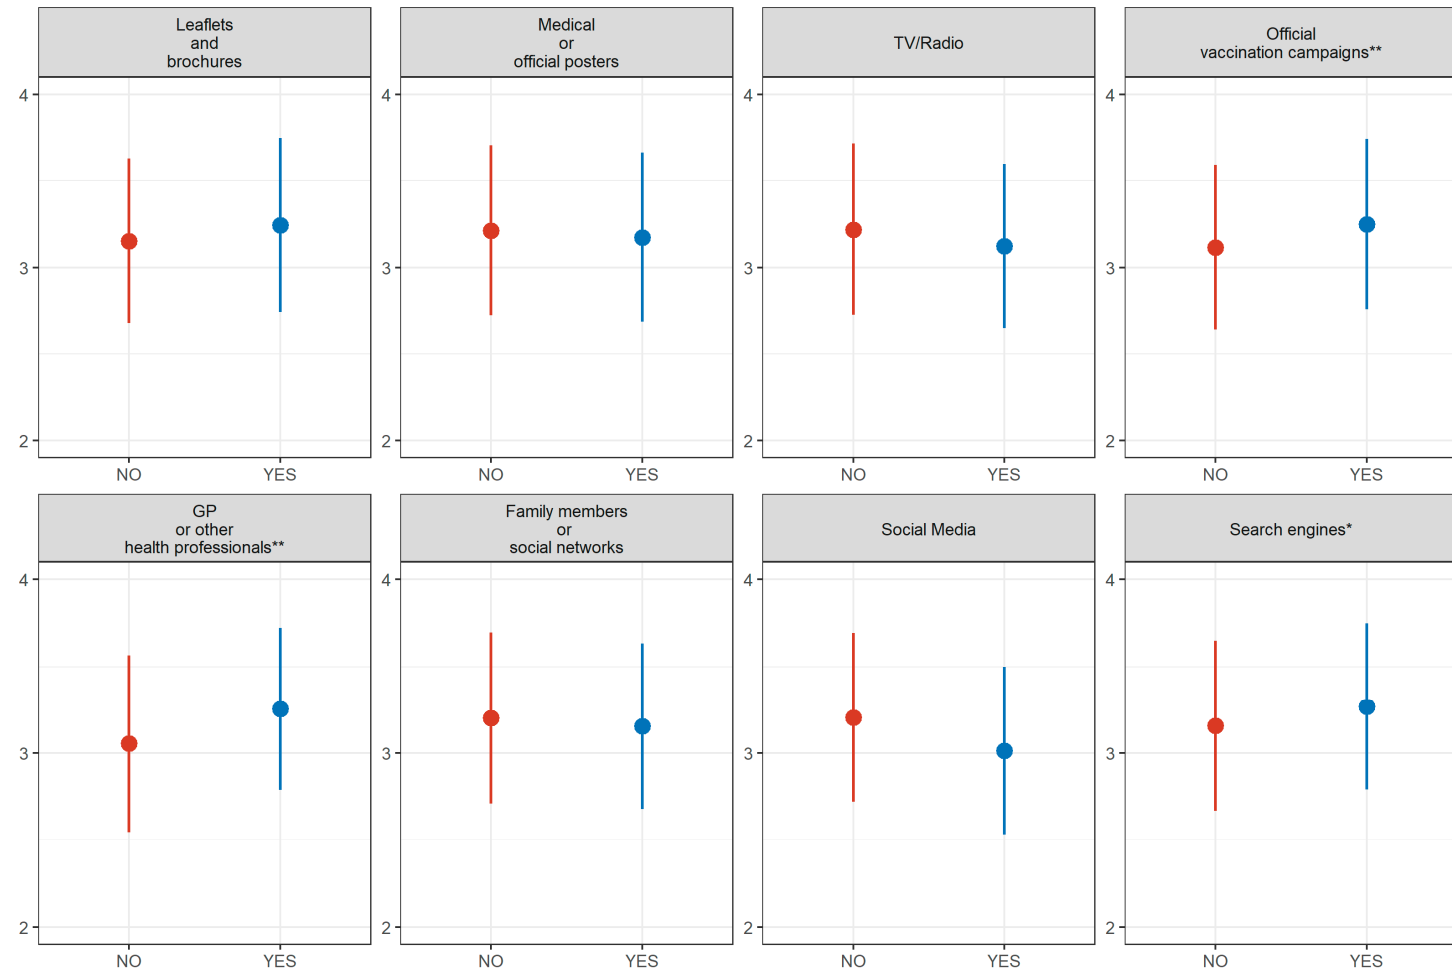 Leaflets
and
brochures
Medical
or
official posters
TV/Radio
Official
vaccination campaigns**
4
3
2
NO YES
4
3
2
NO YES
4
3
2
NO YES
4
3
2
NO YES
GP
or other
health professionals**
Family members
or
social networks
Social Media
Search engines*
4
3
2
NO YES
4
3
2
NO YES
4
3
2
NO YES
4
3
2
NO YES